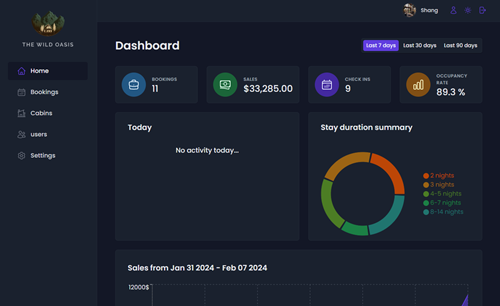 Shang
THE WILD OASIS
Home
Bookings
Cabins
users
Settings
Dashboard
Last 7 days Last 30 days Last 90 days
BOOKINGS
11
SALES
$33,285.00
CHECK INS
9
OCCUPANCY
RATE
89.3 %
Today
No activity today...
Stay duration summary
2 nights
3 nights
4-5 nights
6-7 nights
8-14 nights
Sales from Jan 31 2024 - Feb 07 2024
12000$